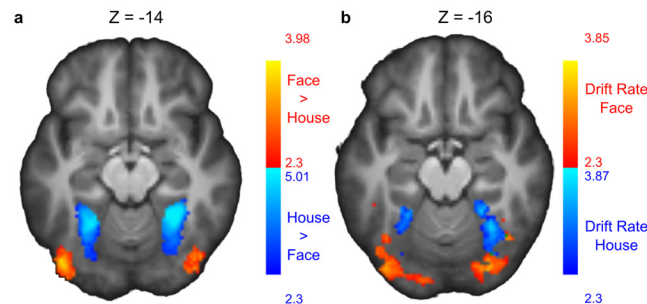 a
Z = -14
3.98
Face
>
House
2.3
5.01
House
>
Face
2.3
b
Z = -16
3.85
Drift Rate
Face
2.3
3.87
Drift Rate
House
2.3